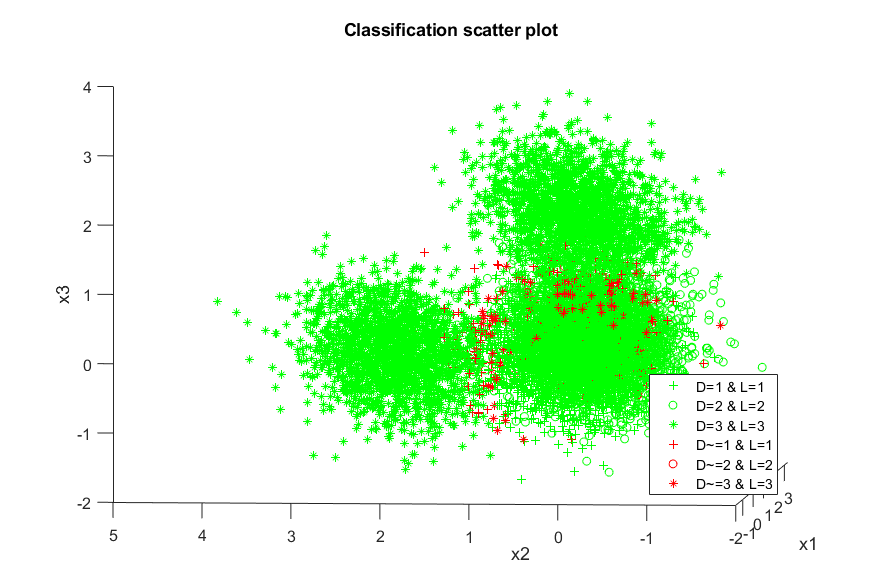 Classification scatter plot
4
3
2
1
0
-1
-2
x3
5
4
3
2
1
0
-1
-2
x2
-1
0
1
2
3
x1
D=1 & L=1
D=2 & L=2
D=3 & L=3
D~=1 & L=1
D~=2 & L=2
D~=3 & L=3